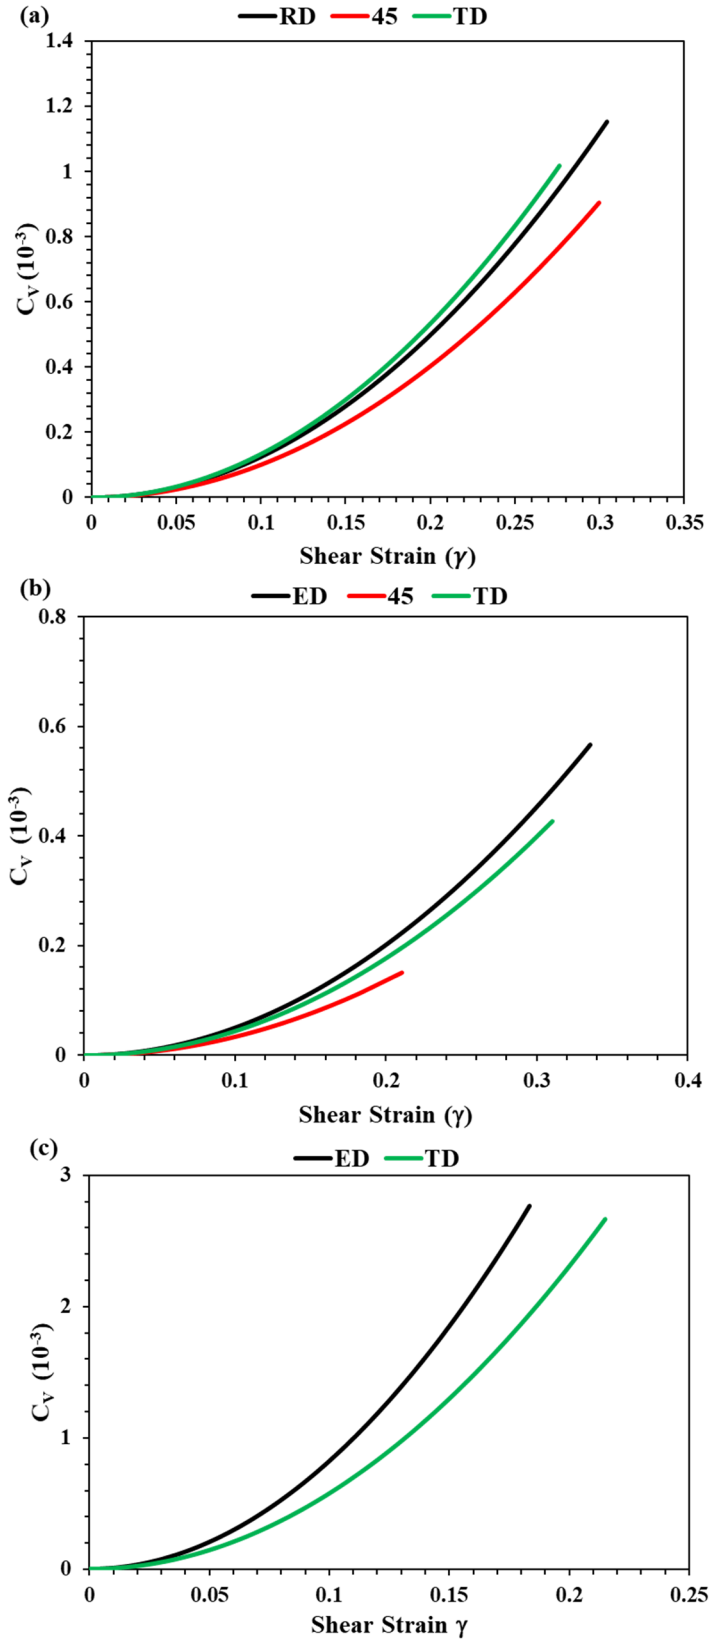 (a)
RD 45 TD
1.4
1.2
1
0.8
0.6
0.4
0.2
0
C_V (10^-3)
0 0.05 0.1 0.15 0.2 0.25 0.3 0.35
Shear Strain (γ)
(b)
ED 45 TD
0.8
0.6
0.4
0.2
0
C_V (10^-3)
0 0.1 0.2 0.3 0.4
Shear Strain (γ)
(c)
ED TD
3
2
1
0
C_V (10^-3)
0 0.05 0.1 0.15 0.2 0.25
Shear Strain γ